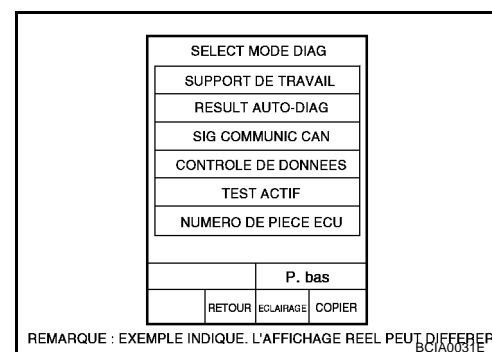 SELECT MODE DIAG
SUPPORT DE TRAVAIL
RESULT AUTO-DIAG
SIG COMMUNIC CAN
CONTROLE DE DONNEES
TEST ACTIF
NUMERO DE PIECE ECU
P. bas
RETOUR ECLAIRAGE COPIER
REMARQUE : EXEMPLE INDIQUE. L'AFFICHAGE REEL PEUT DIFFERER
BCIA0031E